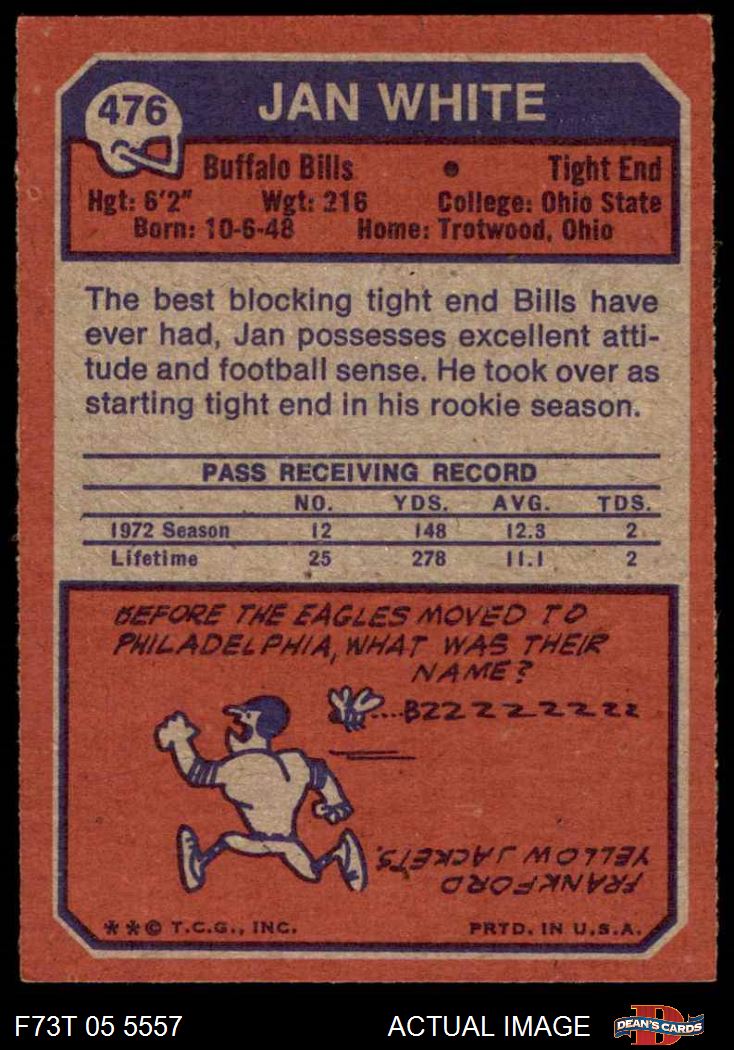 476
JAN WHITE
Buffalo Bills • Tight End
Hgt: 6'2" Wgt: 216 College: Ohio State
Born: 10-6-48 Home: Trotwood, Ohio
The best blocking tight end Bills have
ever had, Jan possesses excellent atti-
tude and football sense. He took over as
starting tight end in his rookie season.
PASS RECEIVING RECORD
NO. YDS. AVG. TDS.
1972 Season 12 148 12.3 2
Lifetime 25 278 11.1 2
BEFORE THE EAGLES MOVED TO
PHILADELPHIA, WHAT WAS THEIR
NAME?
....BZZZZZZZZZ
FRANKFORD
YELLOW JACKETS.
**© T.C.G., INC. PRTD. IN U.S.A.
F73T 05 5557 ACTUAL IMAGE
D
DEAN'S CARDS